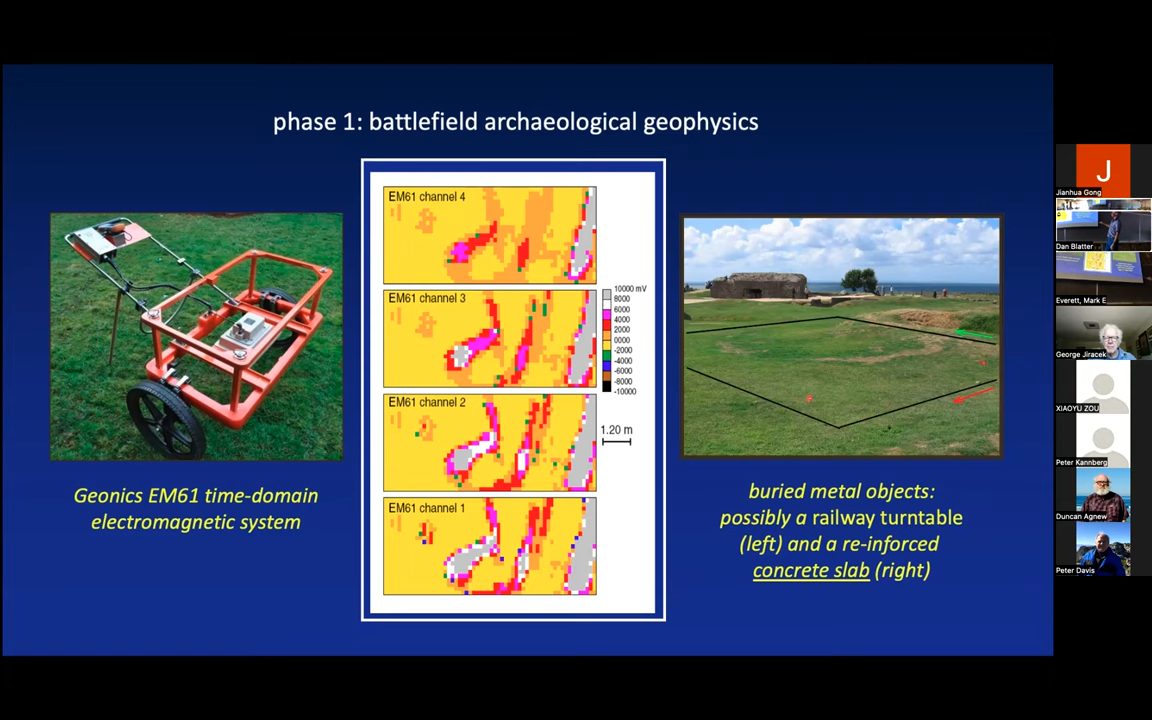 phase 1: battlefield archaeological geophysics
EM61 channel 4
EM61 channel 3
10000 mV
8000
6000
4000
2000
0000
-2000
-4000
-6000
-8000
-10000
EM61 channel 2
1.20 m
EM61 channel 1
Geonics EM61 time-domain
electromagnetic system
buried metal objects:
possibly a railway turntable
(left) and a re-inforced
concrete slab (right)
J
Jianhua Gong
Dan Blatter
Everett, Mark E
George Jiracek
XIAOYU ZOU
Peter Kannberg
Duncan Agnew
Peter Davis